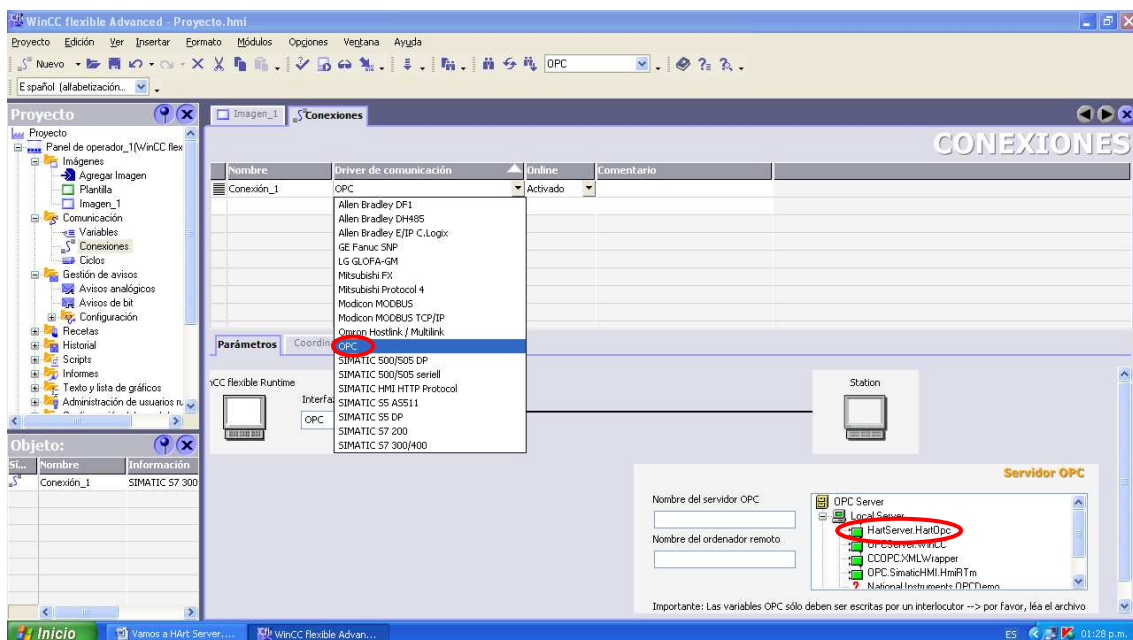 WinCC flexible Advanced - Proyecto.hmi
Proyecto Edición Ver Insertar Formato Módulos Opciones Ventana Ayuda
Nuevo OPC
Español (alfabetización...
Proyecto
Proyecto
Panel de operador_1(WinCC flex
Imágenes
Agregar Imagen
Plantilla
Imagen_1
Comunicación
Variables
Conexiones
Ciclos
Gestión de avisos
Avisos analógicos
Avisos de bit
Configuración
Recetas
Historial
Scripts
Informes
Texto y lista de gráficos
Administración de usuarios ru
Objeto:
Sí... Nombre Información
Conexión_1 SIMATIC S7 300
Imagen_1 Conexiones
CONEXIONES
Nombre Driver de comunicación Online Comentario
Conexión_1 OPC Activado
Allen Bradley DF1
Allen Bradley DH485
Allen Bradley E/IP C.Logix
GE Fanuc SNP
LG GLOFA-GM
Mitsubishi FX
Mitsubishi Protocol 4
Modicon MODBUS
Modicon MODBUS TCP/IP
Omron Hostlink / Multilink
OPC
SIMATIC 500/505 DP
SIMATIC 500/505 seriell
SIMATIC HMI HTTP Protocol
SIMATIC S5 AS511
SIMATIC S5 DP
SIMATIC S7 200
SIMATIC S7 300/400
Parámetros Coordin
CC flexible Runtime
Interfa
OPC
Station
Servidor OPC
Nombre del servidor OPC
Nombre del ordenador remoto
OPC Server
Local Server
HartServer.HartOpc
OPCServer.WinCC
CCOPC.XMLWrapper
OPC.SimaticHMI.HmiRTm
National Instruments.OPCDemo
Importante: Las variables OPC sólo deben ser escritas por un interlocutor --> por favor, léa el archivo
Inicio Vamos a HArt Server.... WinCC flexible Advan... ES 01:28 p.m.